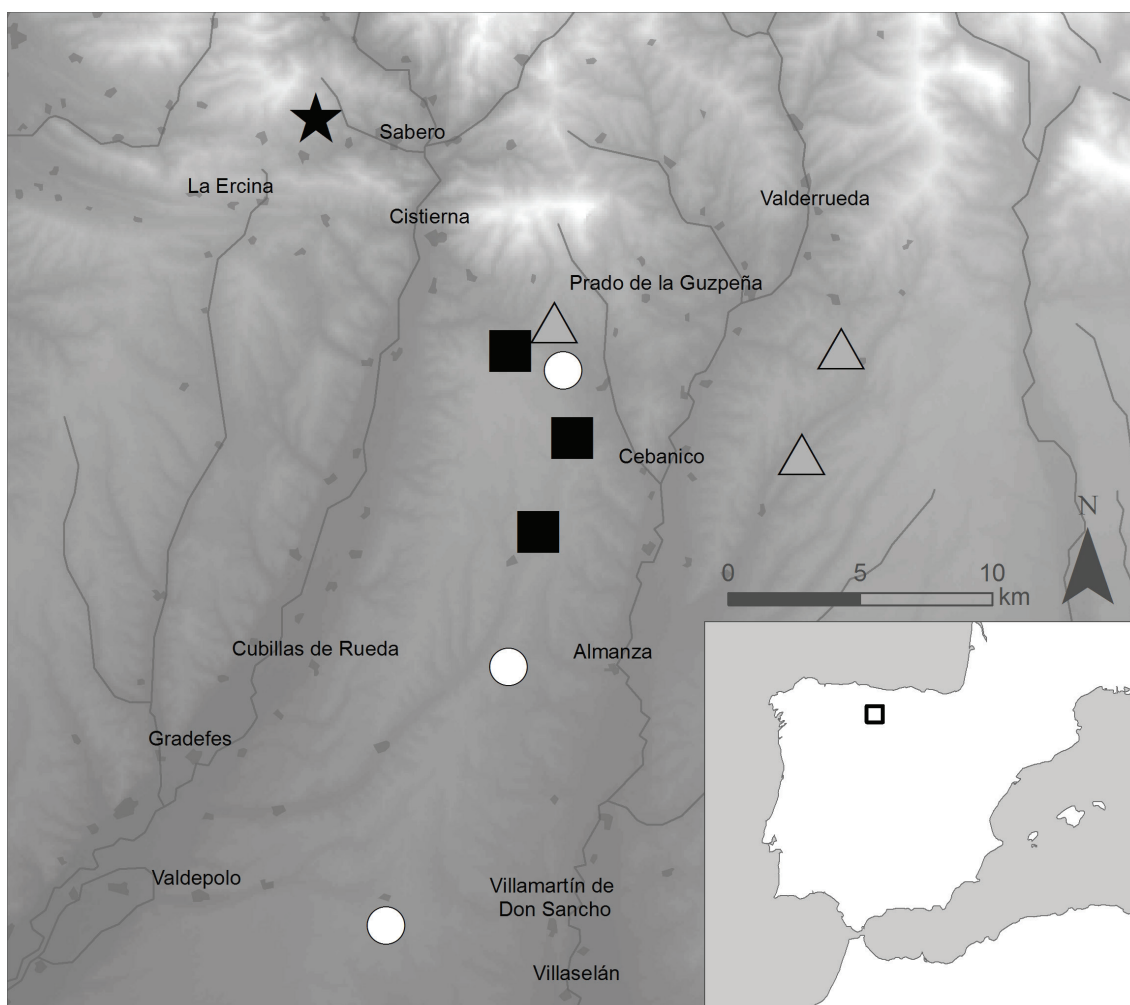 Sabero
La Ercina
Valderrueda
Cistierna
Prado de la Guzpeña
Cebanico
N
0 5 10
km
Cubillas de Rueda
Almanza
Gradefes
Valdepolo
Villamartín de
Don Sancho
Villaselán